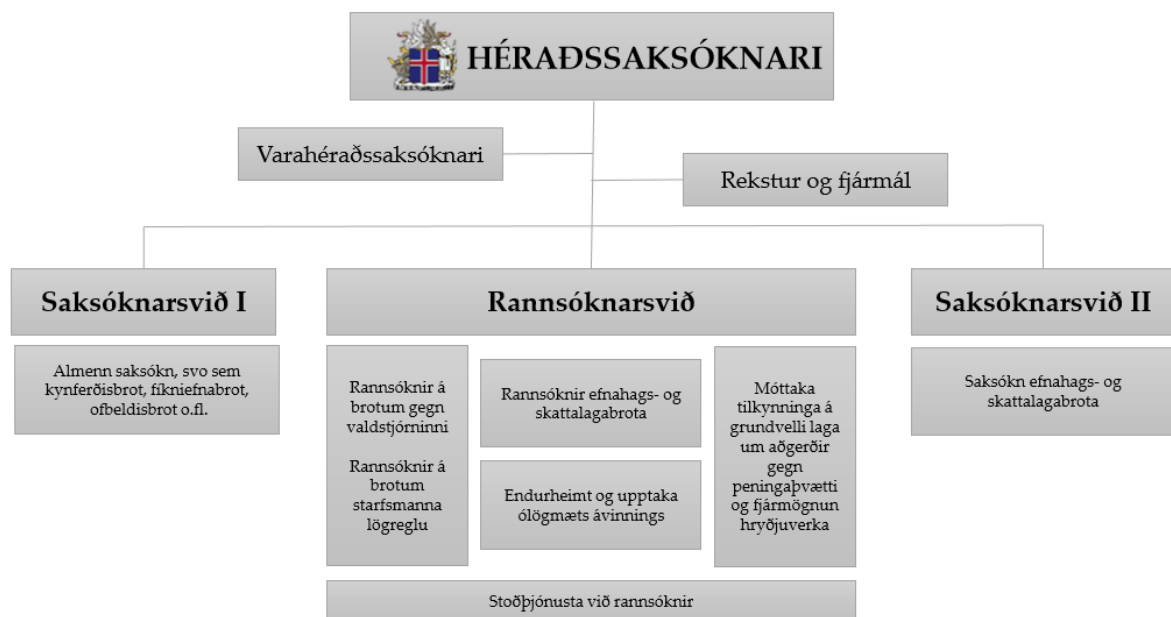 HÉRAÐSSAKSÓKNARI
Varahéraðssaksóknari
Rekstur og fjármál
Saksóknarsvið I
Almenn saksókn, svo sem
kynferðisbrot, fíkniefnabrot,
ofbeldisbrot o.fl.
Rannsóknarsvið
Rannsóknir á
brotum gegn
valdstjórninni
Rannsóknir á
brotum
starfsmanna
lögreglu
Rannsóknir efnahags- og
skattalagabrota
Endurheimt og upptaka
ólögmæts ávinnings
Móttaka
tilkynninga á
grundvelli laga
um aðgerðir
gegn
peningaþvætti
og fjármögnun
hryðjuverka
Stoðþjónusta við rannsóknir
Saksóknarsvið II
Saksókn efnahags- og
skattalagabrota